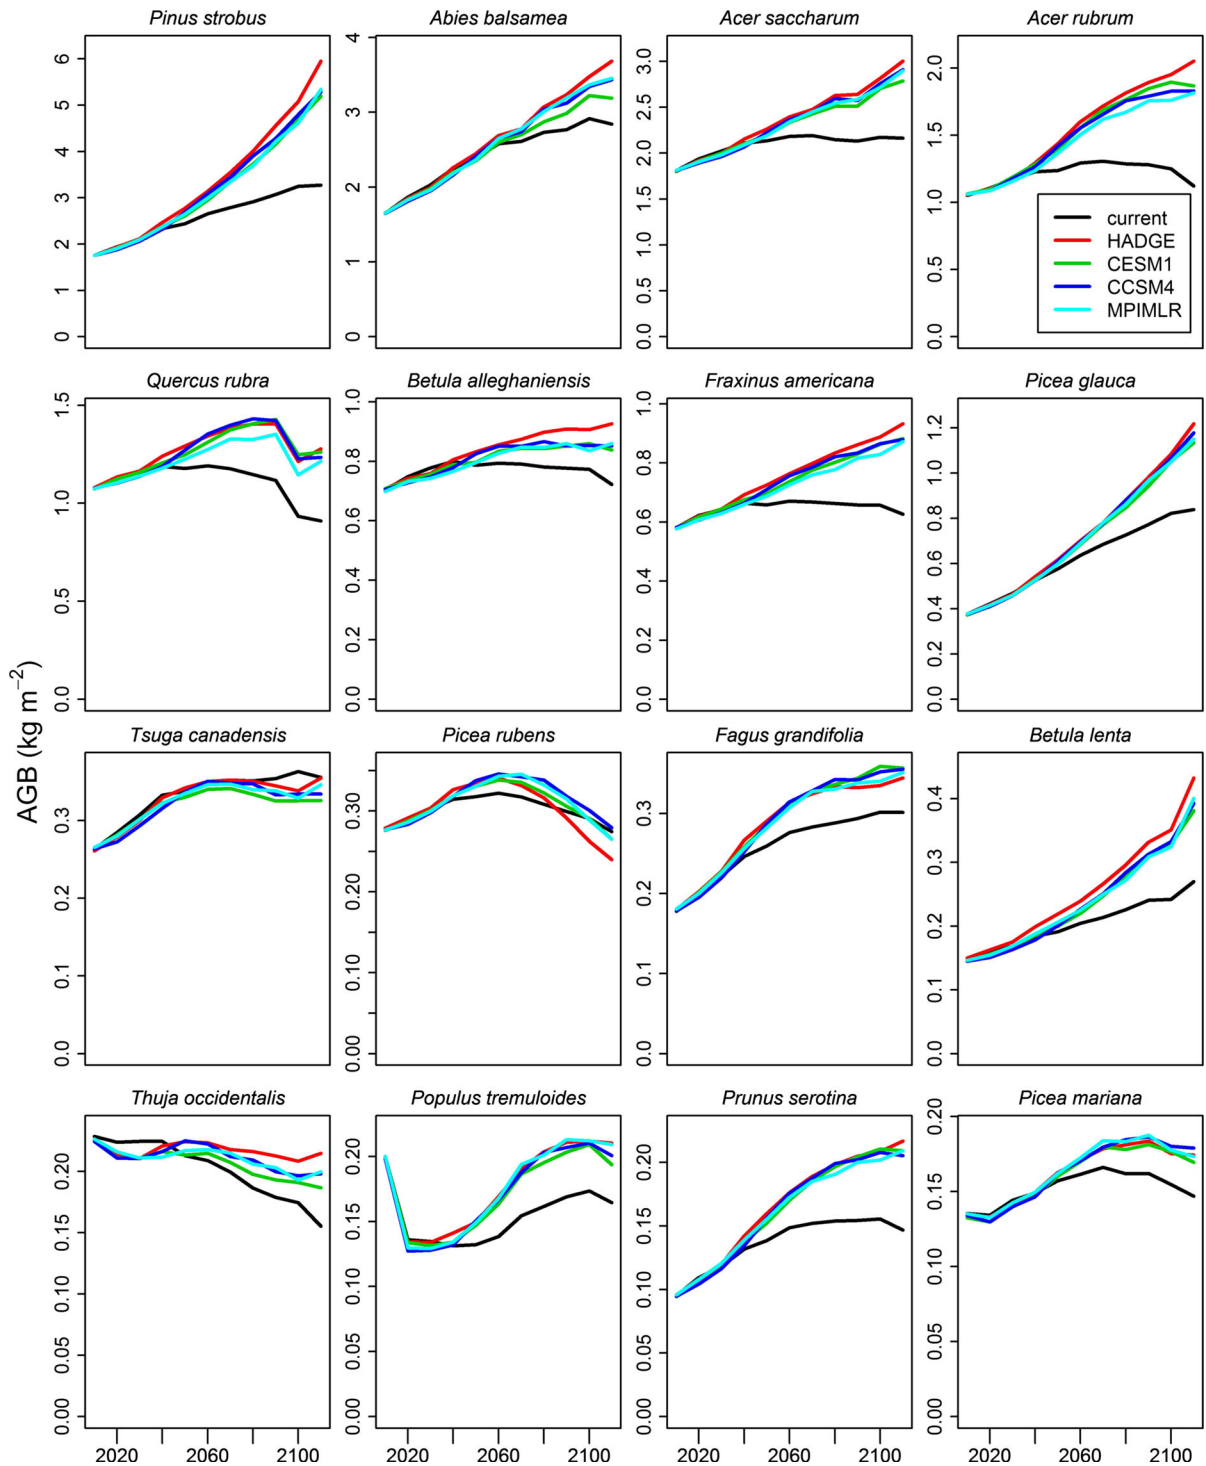 Pinus strobus
Abies balsamea
Acer saccharum
Acer rubrum
0 1 2 3 4 5 6
0 1 2 3 4
0.0 0.5 1.0 1.5 2.0 2.5 3.0
0.0 0.5 1.0 1.5 2.0
current
HADGE
CESM1
CCSM4
MPIMLR
Quercus rubra
Betula alleghaniensis
Fraxinus americana
Picea glauca
0.0 0.5 1.0 1.5
0.0 0.2 0.4 0.6 0.8 1.0
0.0 0.2 0.4 0.6 0.8 1.0
0.0 0.2 0.4 0.6 0.8 1.0 1.2
AGB (kg m−2)
Tsuga canadensis
Picea rubens
Fagus grandifolia
Betula lenta
0.0 0.1 0.2 0.3
0.00 0.10 0.20 0.30
0.0 0.1 0.2 0.3
0.0 0.1 0.2 0.3 0.4
Thuja occidentalis
Populus tremuloides
Prunus serotina
Picea mariana
0.00 0.05 0.10 0.15 0.20
0.00 0.05 0.10 0.15 0.20
0.00 0.05 0.10 0.15 0.20
0.00 0.05 0.10 0.15 0.20
2020 2060 2100
2020 2060 2100
2020 2060 2100
2020 2060 2100